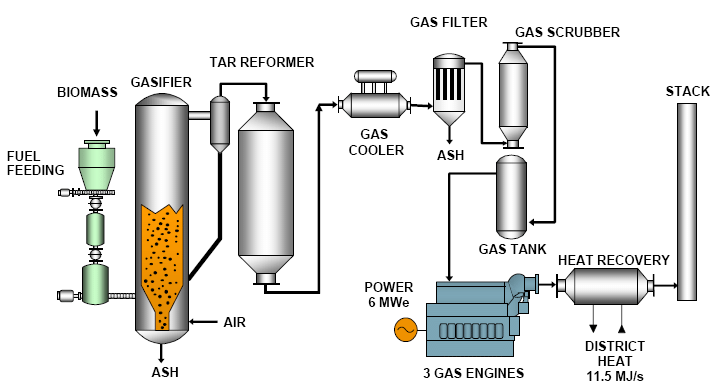 GAS FILTER
GAS SCRUBBER
TAR REFORMER
GASIFIER
BIOMASS
STACK
FUEL
FEEDING
GAS
COOLER
ASH
GAS TANK
HEAT RECOVERY
POWER
6 MWe
AIR
DISTRICT
HEAT
11.5 MJ/s
ASH
3 GAS ENGINES